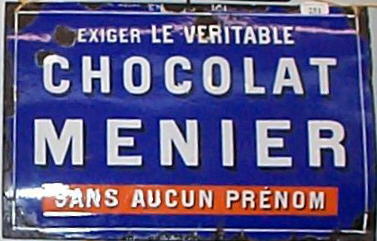 EXIGER LE VERITABLE
CHOCOLAT
MENIER
SANS AUCUN PRÉNOM